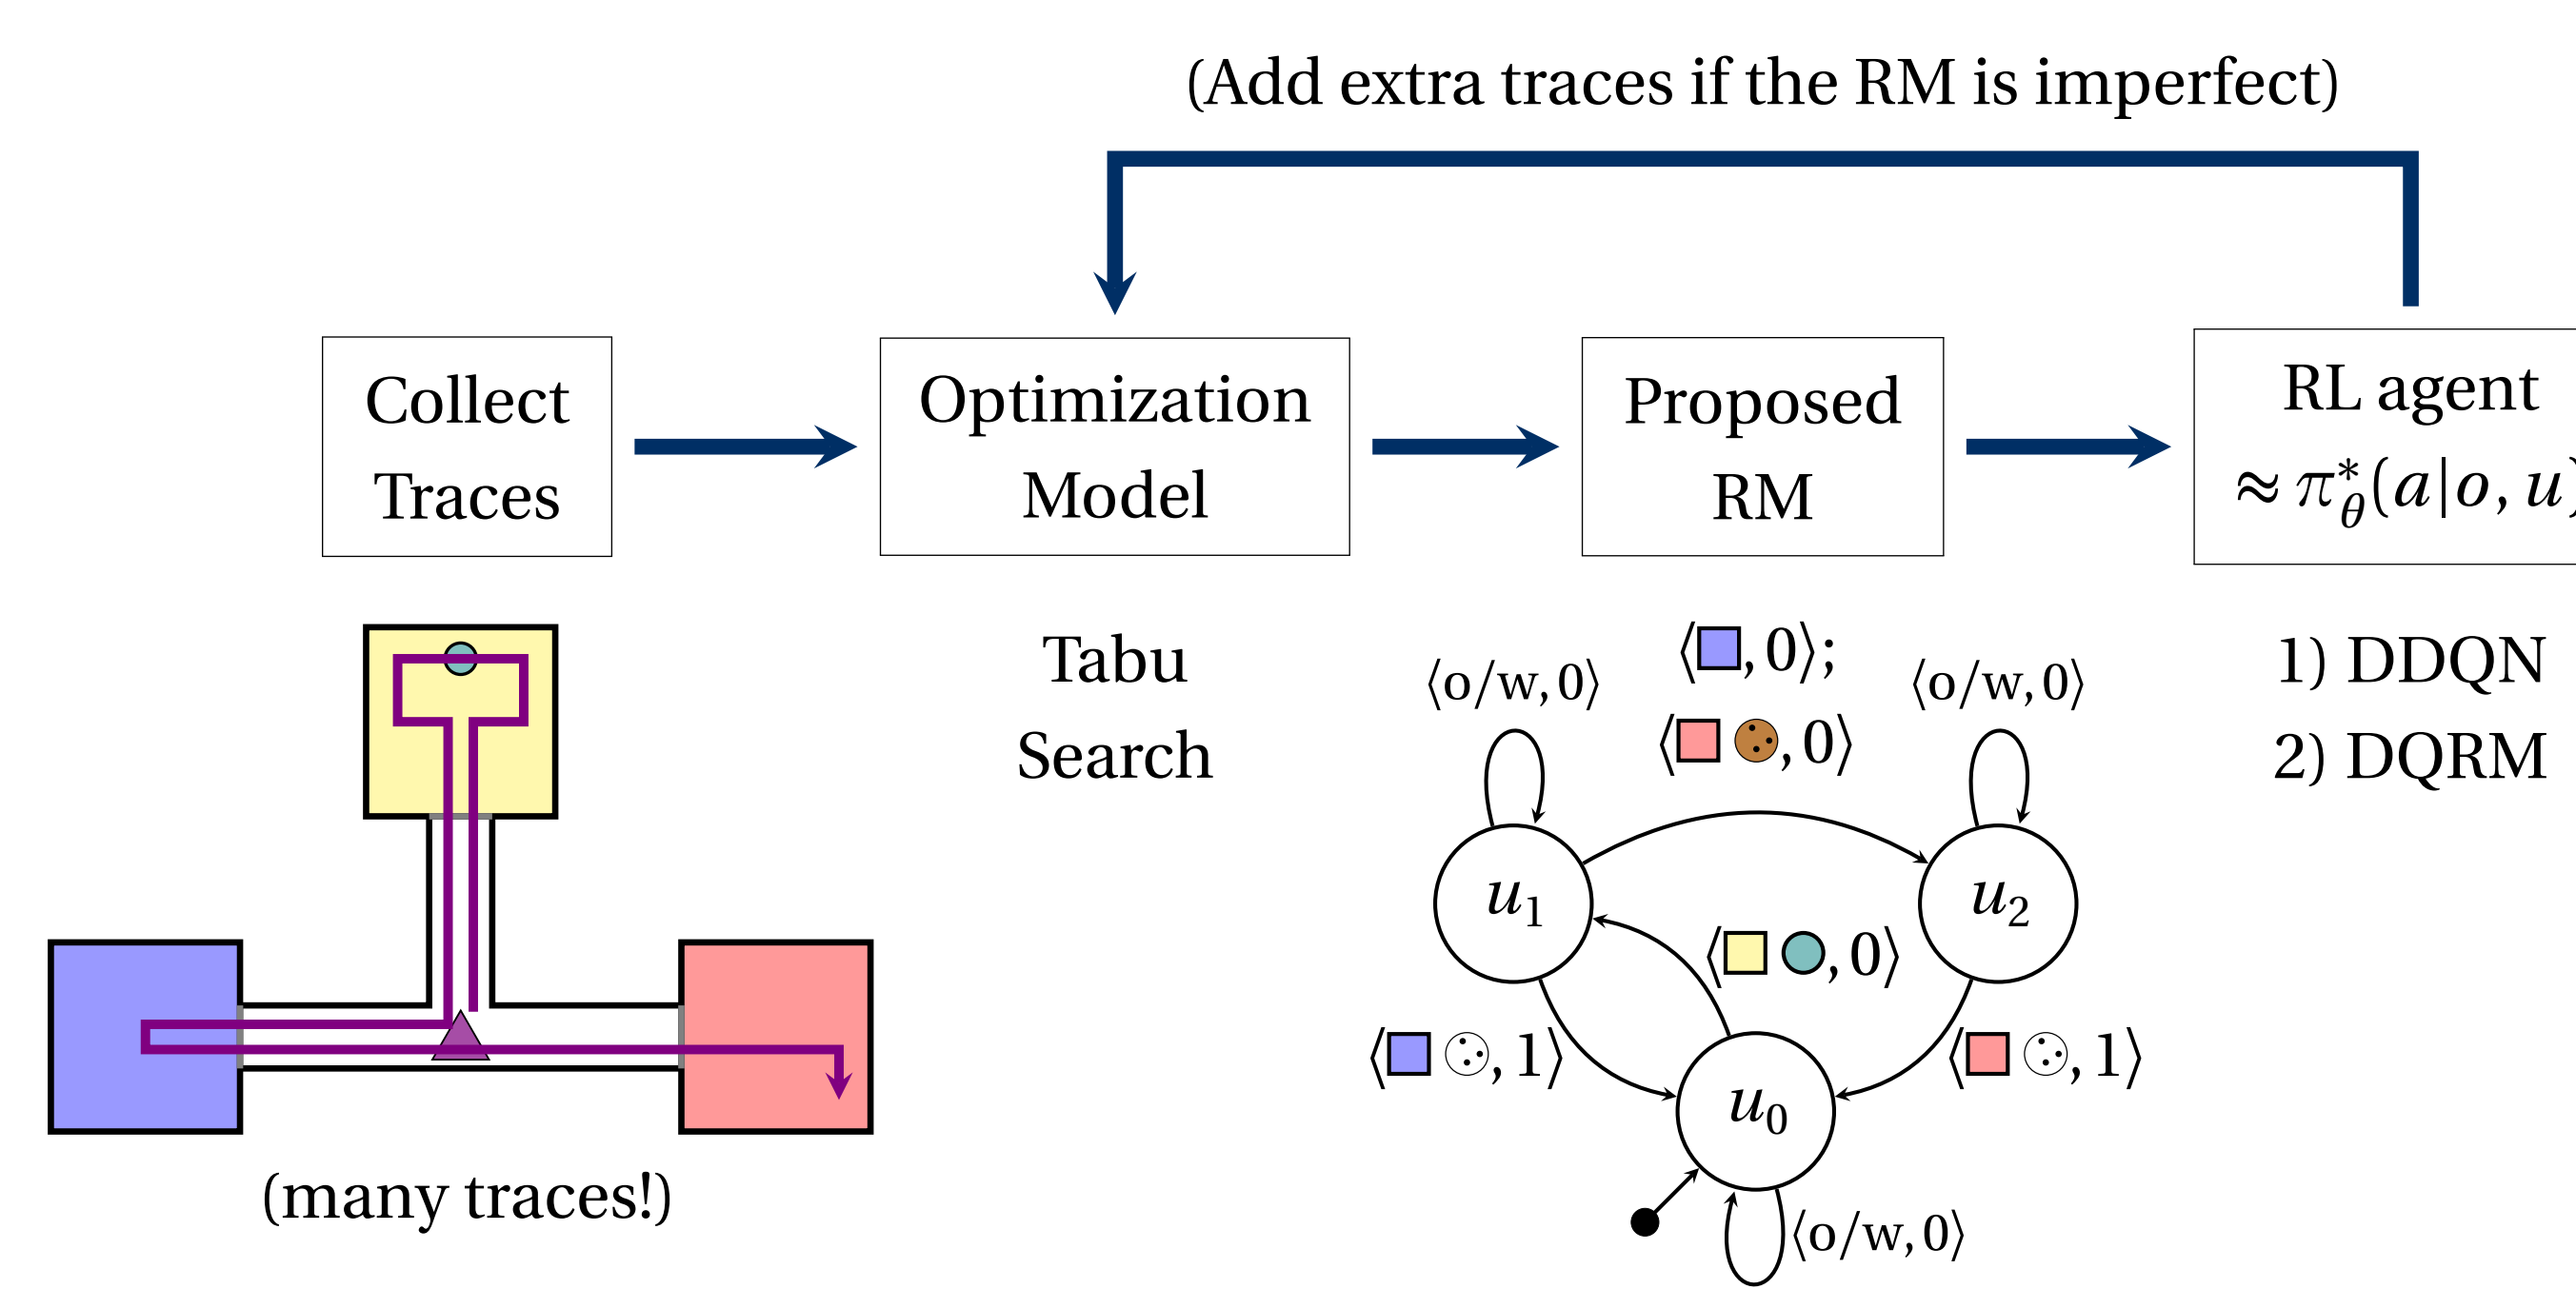 (Add extra traces if the RM is imperfect)
Collect
Traces
Optimization
Model
Proposed
RM
RL agent
≈ π*θ(a|o, u)
(many traces!)
Tabu
Search
⟨ , 0⟩;
⟨ , 0⟩
⟨o/w, 0⟩
⟨o/w, 0⟩
u1
u2
⟨ , 0⟩
⟨ , 1⟩
⟨ , 1⟩
u0
⟨o/w, 0⟩
1) DDQN
2) DQRM